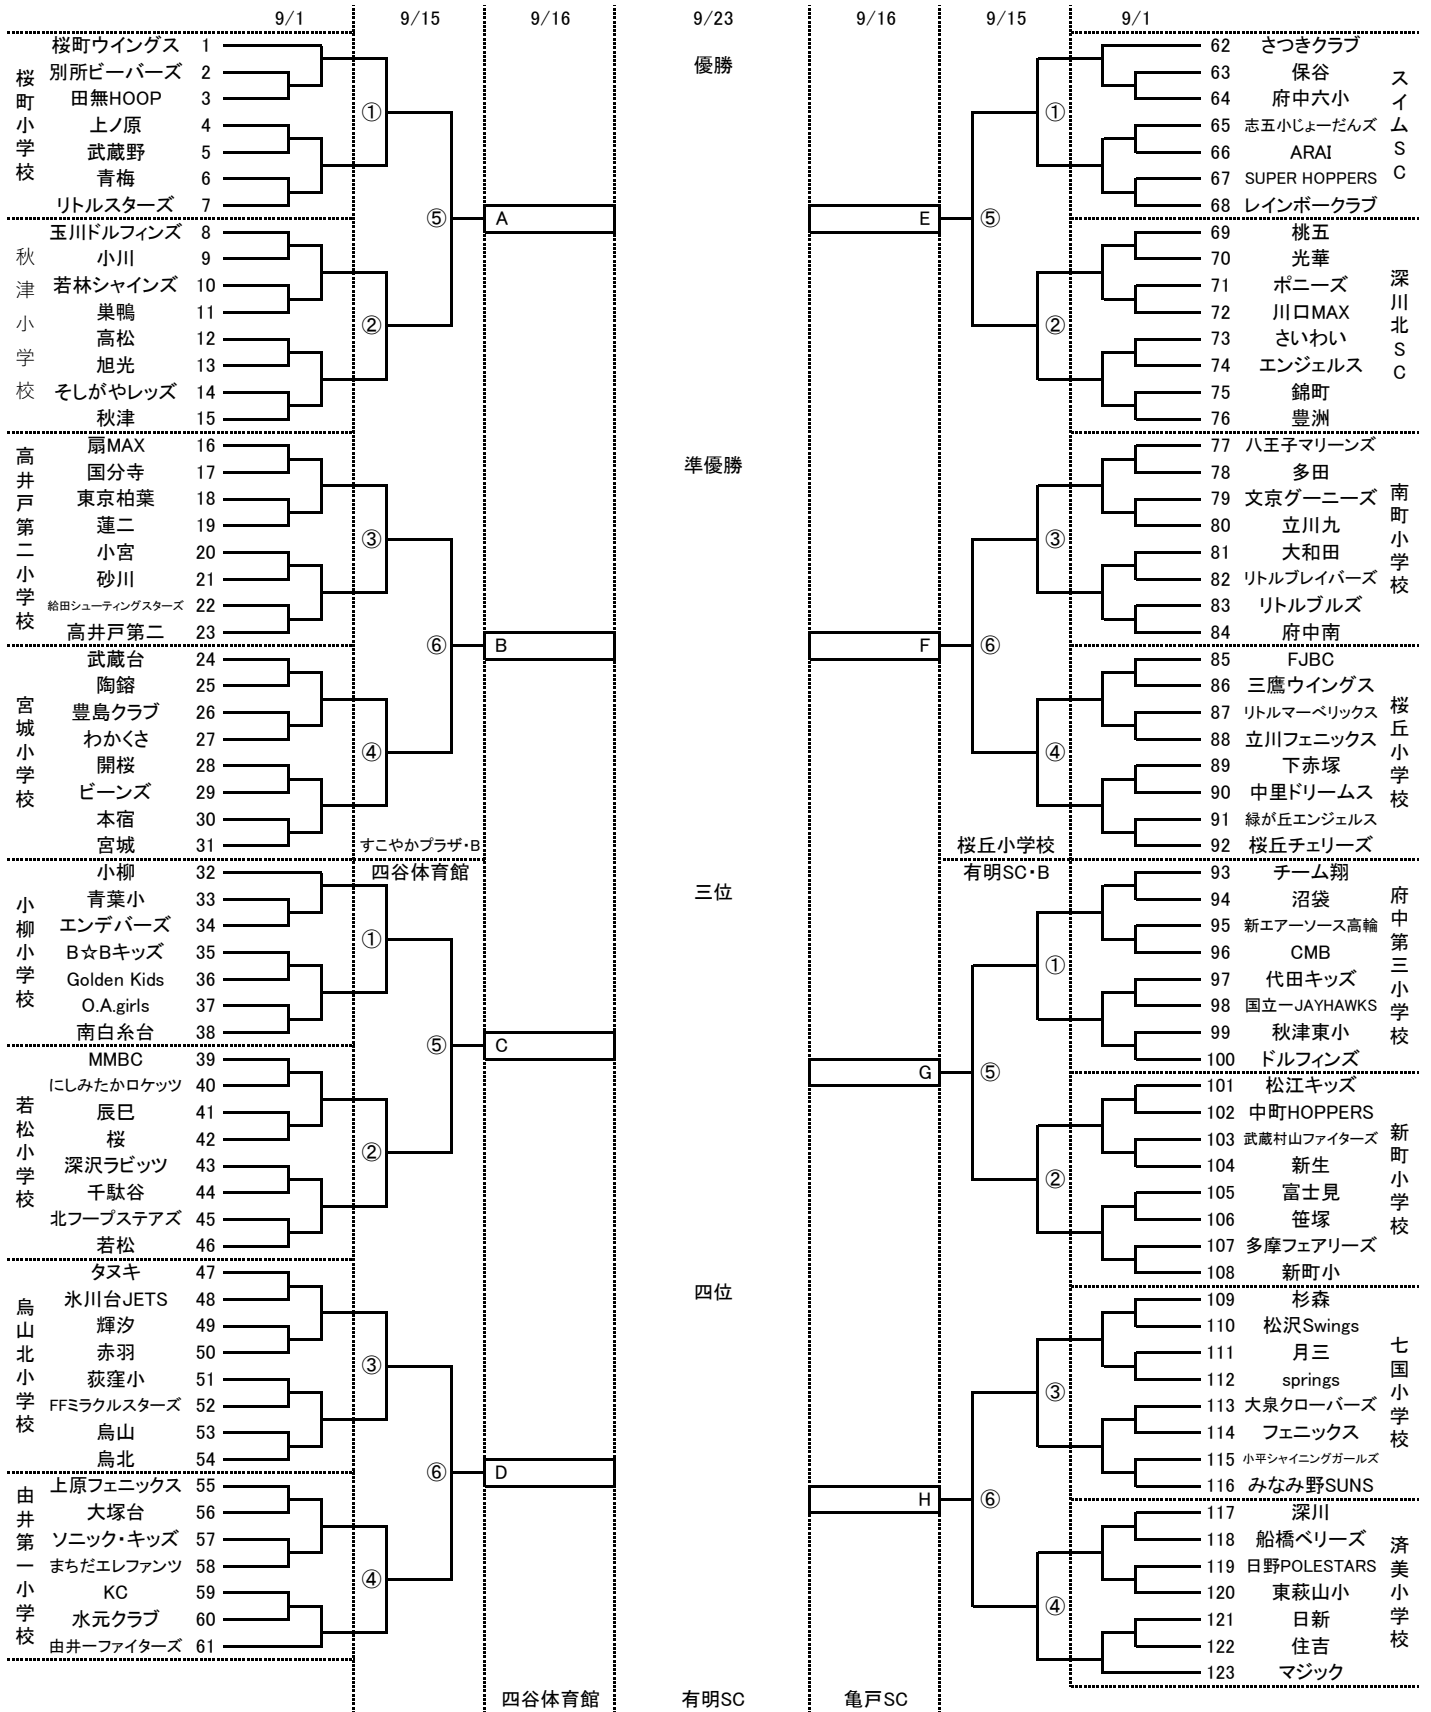 9/1 9/15 9/16 9/23 9/16 9/15 9/1
優勝
準優勝
三位
四位
桜町小学校
桜町ウイングス 1
別所ビーバーズ 2
田無HOOP 3
上ノ原 4
武蔵野 5
青梅 6
リトルスターズ 7
秋津小学校
玉川ドルフィンズ 8
小川 9
若林シャインズ 10
巣鴨 11
高松 12
旭光 13
そしがやレッズ 14
秋津 15
高井戸第二小学校
扇MAX 16
国分寺 17
東京柏葉 18
蓮二 19
小宮 20
砂川 21
給田シューティングスターズ 22
高井戸第二 23
宮城小学校
武蔵台 24
陶鎔 25
豊島クラブ 26
わかくさ 27
開桜 28
ビーンズ 29
本宿 30
宮城 31
小柳小学校
小柳 32
青葉小 33
エンデバーズ 34
B☆Bキッズ 35
Golden Kids 36
O.A.girls 37
南白糸台 38
若松小学校
MMBC 39
にしみたかロケッツ 40
辰巳 41
桜 42
深沢ラビッツ 43
千駄谷 44
北フープステアズ 45
若松 46
烏山北小学校
タヌキ 47
氷川台JETS 48
輝汐 49
赤羽 50
荻窪小 51
FFミラクルスターズ 52
烏山 53
烏北 54
由井第一小学校
上原フェニックス 55
大塚台 56
ソニック・キッズ 57
まちだエレファンツ 58
KC 59
水元クラブ 60
由井一ファイターズ 61
①
②
③
④
⑤
⑥
すこやかプラザ・B
四谷体育館
①
②
③
④
⑤
⑥
A
B
C
D
四谷体育館
有明SC
亀戸SC
E
F
G
H
①
②
③
④
⑤
⑥
桜丘小学校
有明SC・B
①
②
③
④
⑤
⑥
62 さつきクラブ
63 保谷
64 府中六小
65 志五小じょーだんズ
66 ARAI
67 SUPER HOPPERS
68 レインボークラブ
スイムSC
69 桃五
70 光華
71 ポニーズ
72 川口MAX
73 さいわい
74 エンジェルス
75 錦町
76 豊洲
深川北SC
77 八王子マリーンズ
78 多田
79 文京グーニーズ
80 立川九
81 大和田
82 リトルブレイバーズ
83 リトルブルズ
84 府中南
南町小学校
85 FJBC
86 三鷹ウイングス
87 リトルマーベリックス
88 立川フェニックス
89 下赤塚
90 中里ドリームス
91 緑が丘エンジェルス
92 桜丘チェリーズ
桜丘小学校
93 チーム翔
94 沼袋
95 新エアーソース高輪
96 CMB
97 代田キッズ
98 国立一JAYHAWKS
99 秋津東小
100 ドルフィンズ
府中第三小学校
101 松江キッズ
102 中町HOPPERS
103 武蔵村山ファイターズ
104 新生
105 富士見
106 笹塚
107 多摩フェアリーズ
108 新町小
新町小学校
109 杉森
110 松沢Swings
111 月三
112 springs
113 大泉クローバーズ
114 フェニックス
115 小平シャイニングガールズ
116 みなみ野SUNS
七国小学校
117 深川
118 船橋ベリーズ
119 日野POLESTARS
120 東萩山小
121 日新
122 住吉
123 マジック
済美小学校